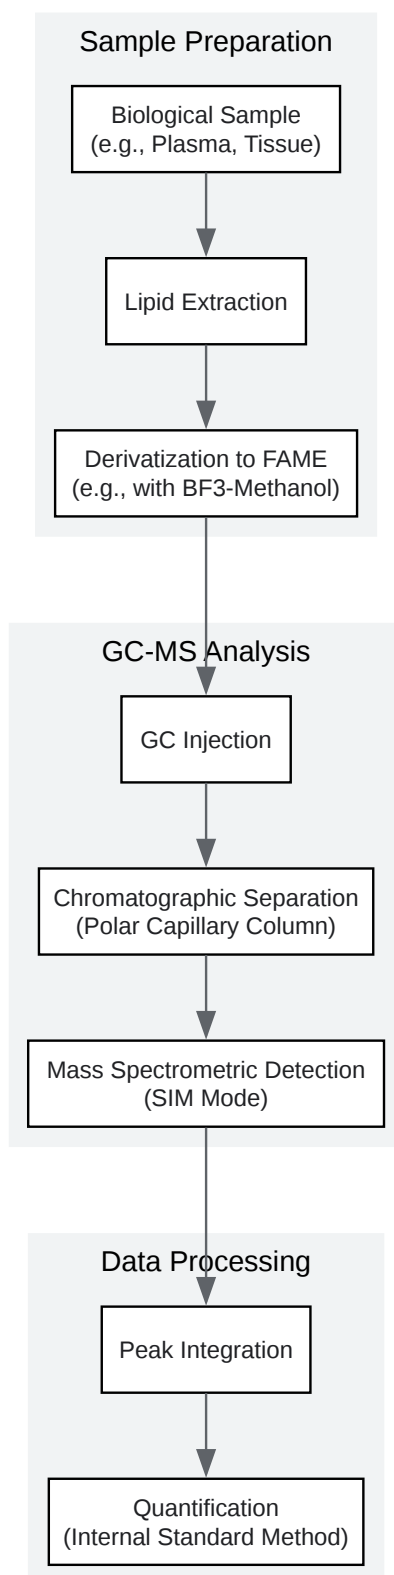 Sample Preparation
Biological Sample
(e.g., Plasma, Tissue)
Lipid Extraction
Derivatization to FAME
(e.g., with BF3-Methanol)
GC-MS Analysis
GC Injection
Chromatographic Separation
(Polar Capillary Column)
Mass Spectrometric Detection
(SIM Mode)
Data Processing
Peak Integration
Quantification
(Internal Standard Method)